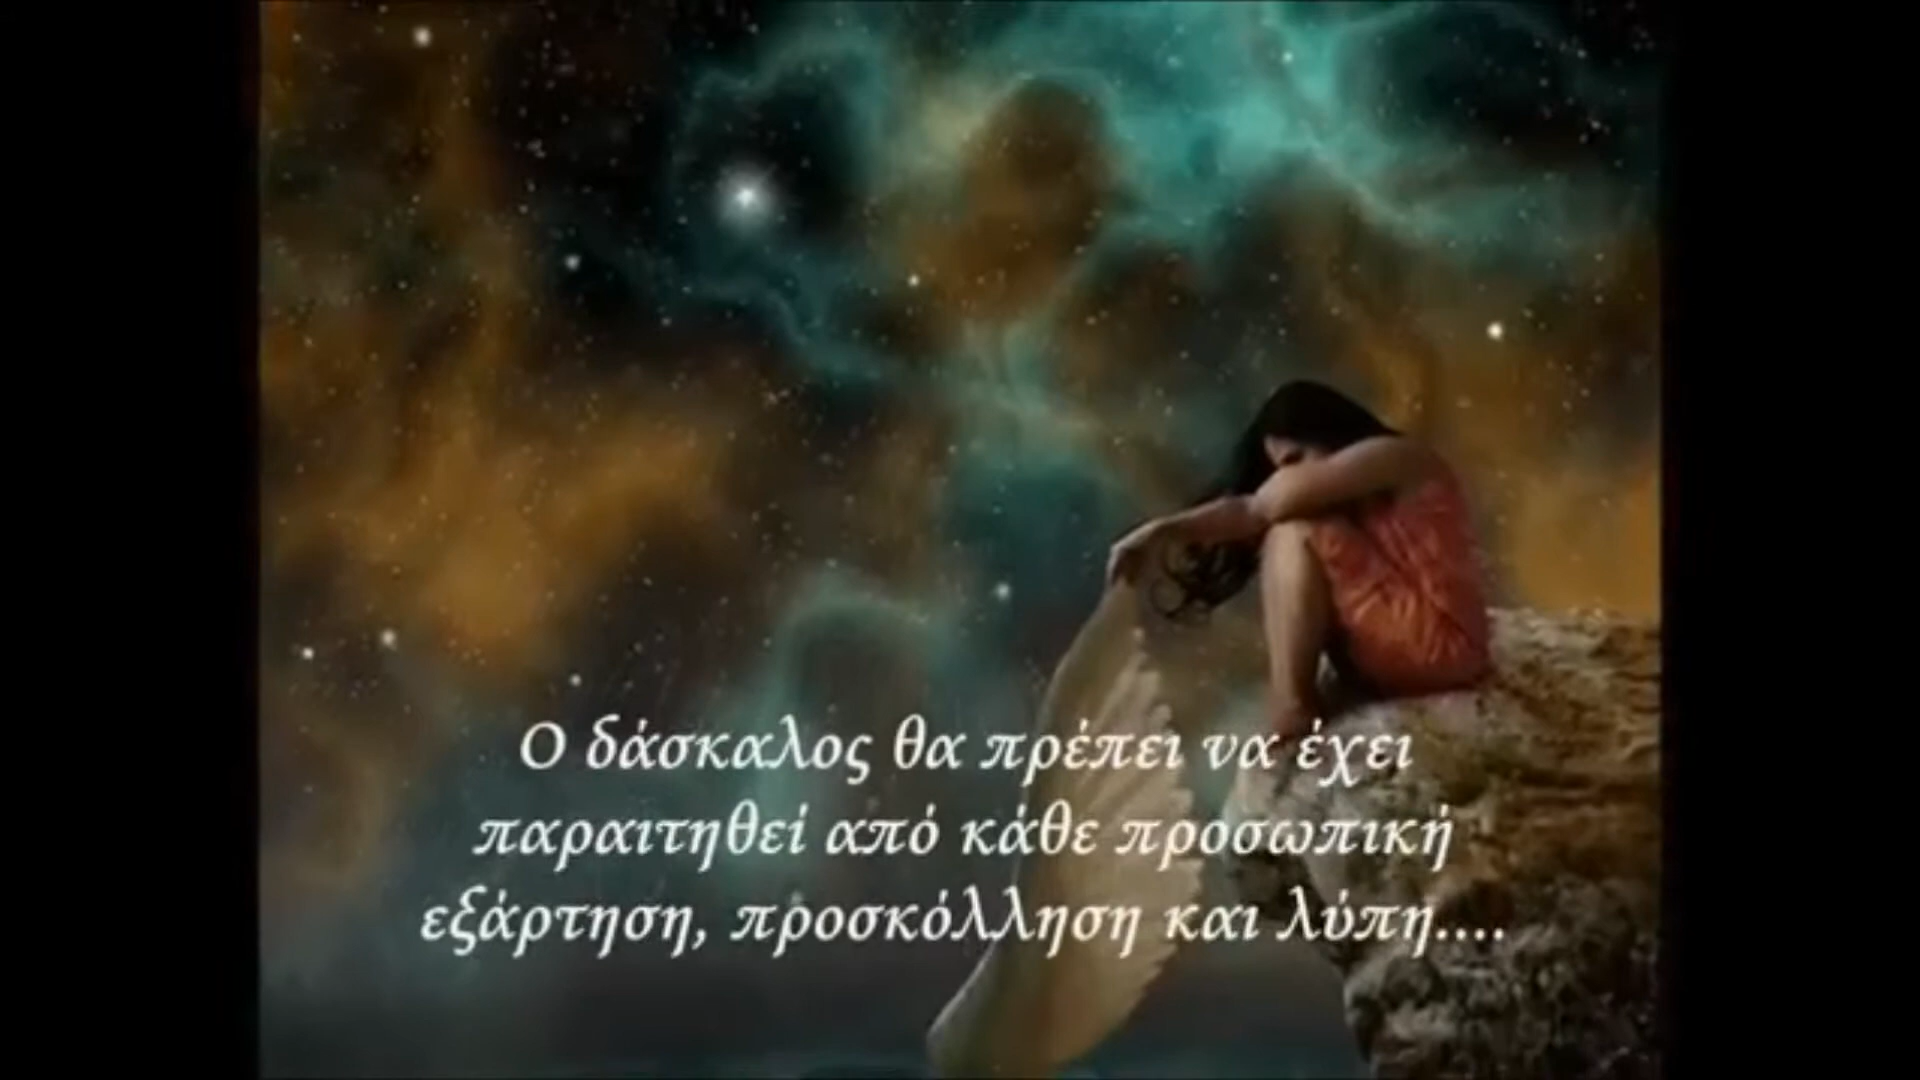 Ο δάσκαλος θα πρέπει να έχει
παραιτηθεί από κάθε προσωπική
εξάρτηση, προσκόλληση και λύπη....